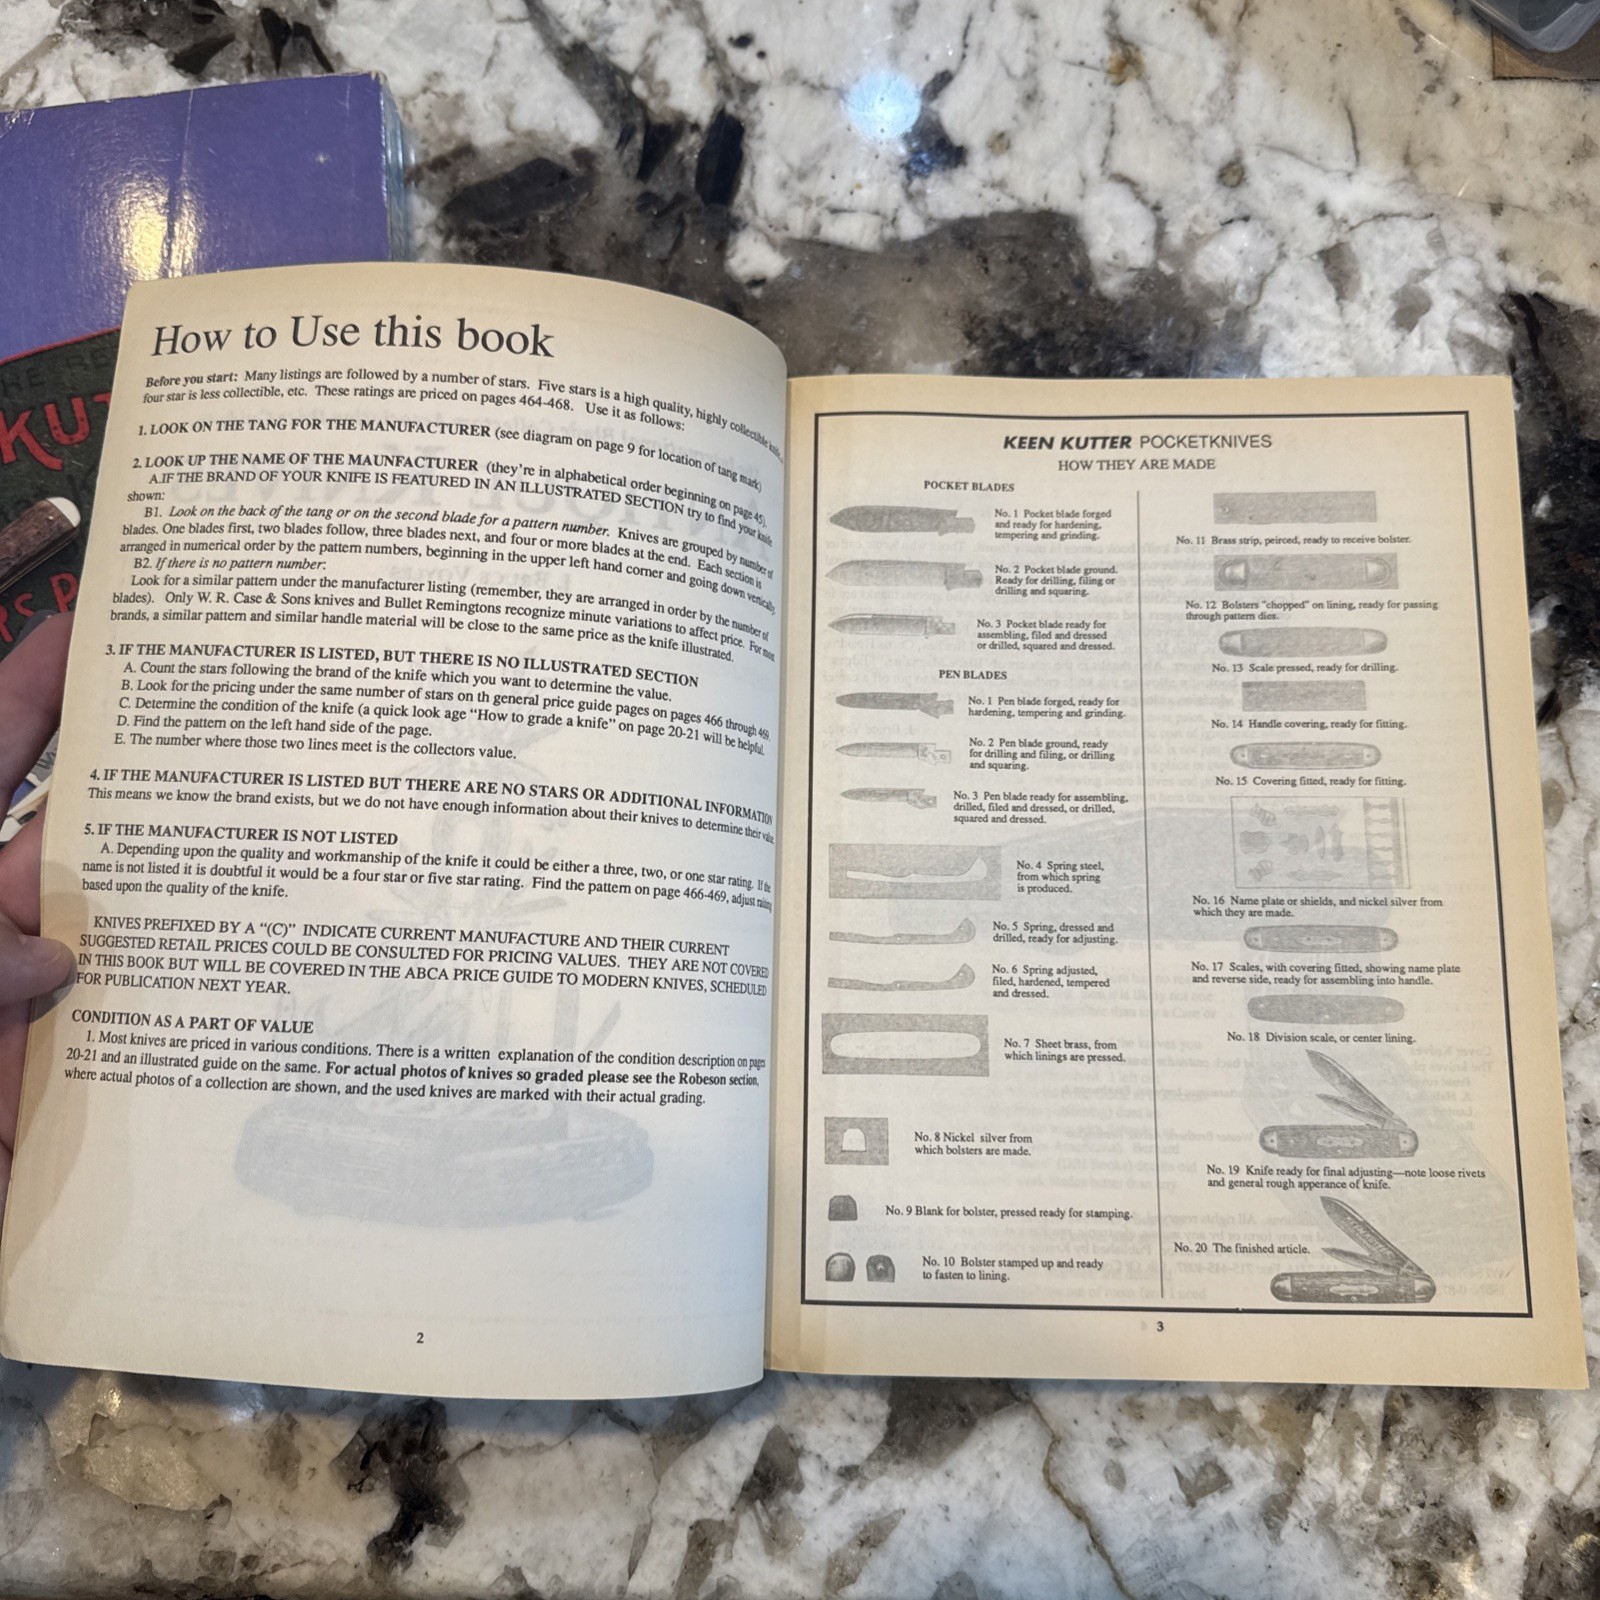 HE RE
KUT
RS P
How to Use this book
Before you start: Many listings are followed by a number of stars. Five stars is a high quality, highly collectible
four star is less collectible, etc. These ratings are priced on pages 464-468. Use it as follows:
1. LOOK ON THE TANG FOR THE MANUFACTURER (see diagram on page 9 for location of tang mark)
2. LOOK UP THE NAME OF THE MAUNFACTURER (they're in alphabetical order beginning on page 45).
A.IF THE BRAND OF YOUR KNIFE IS FEATURED IN AN ILLUSTRATED SECTION try to find your knife
shown:
B1. Look on the back of the tang or on the second blade for a pattern number. Knives are grouped by number of
blades. One blades first, two blades follow, three blades next, and four or more blades at the end. Each section is
arranged in numerical order by the pattern numbers, beginning in the upper left hand corner and going down vertically.
B2. If there is no pattern number:
Look for a similar pattern under the manufacturer listing (remember, they are arranged in order by the number of
blades). Only W. R. Case & Sons knives and Bullet Remingtons recognize minute variations to affect price. For most
brands, a similar pattern and similar handle material will be close to the same price as the knife illustrated.
3. IF THE MANUFACTURER IS LISTED, BUT THERE IS NO ILLUSTRATED SECTION
A. Count the stars following the brand of the knife which you want to determine the value.
B. Look for the pricing under the same number of stars on th general price guide pages on pages 466 through 469.
C. Determine the condition of the knife (a quick look age "How to grade a knife" on page 20-21 will be helpful.
D. Find the pattern on the left hand side of the page.
E. The number where those two lines meet is the collectors value.
4. IF THE MANUFACTURER IS LISTED BUT THERE ARE NO STARS OR ADDITIONAL INFORMATION
This means we know the brand exists, but we do not have enough information about their knives to determine their value.
5. IF THE MANUFACTURER IS NOT LISTED
A. Depending upon the quality and workmanship of the knife it could be either a three, two, or one star rating. If the
name is not listed it is doubtful it would be a four star or five star rating. Find the pattern on page 466-469, adjust rating
based upon the quality of the knife.
KNIVES PREFIXED BY A "(C)" INDICATE CURRENT MANUFACTURE AND THEIR CURRENT
SUGGESTED RETAIL PRICES COULD BE CONSULTED FOR PRICING VALUES. THEY ARE NOT COVERED
IN THIS BOOK BUT WILL BE COVERED IN THE ABCA PRICE GUIDE TO MODERN KNIVES, SCHEDULED
FOR PUBLICATION NEXT YEAR.
CONDITION AS A PART OF VALUE
1. Most knives are priced in various conditions. There is a written explanation of the condition description on pages
20-21 and an illustrated guide on the same. For actual photos of knives so graded please see the Robeson section,
where actual photos of a collection are shown, and the used knives are marked with their actual grading.
2
KEEN KUTTER POCKETKNIVES
HOW THEY ARE MADE
POCKET BLADES
No. 1 Pocket blade forged
and ready for hardening,
tempering and grinding.
No. 2 Pocket blade ground.
Ready for drilling, filing or
drilling and squaring.
No. 3 Pocket blade ready for
assembling, filed and dressed
or drilled, squared and dressed.
PEN BLADES
No. 1 Pen blade forged, ready for
hardening, tempering and grinding.
No. 2 Pen blade ground, ready
for drilling and filing, or drilling
and squaring.
No. 3 Pen blade ready for assembling,
drilled, filed and dressed, or drilled,
squared and dressed.
No. 4 Spring steel,
from which spring
is produced.
No. 5 Spring, dressed and
drilled, ready for adjusting.
No. 6 Spring adjusted,
filed, hardened, tempered
and dressed.
No. 7 Sheet brass, from
which linings are pressed.
No. 8 Nickel silver from
which bolsters are made.
No. 9 Blank for bolster, pressed ready for stamping.
No. 10 Bolster stamped up and ready
to fasten to lining.
No. 11 Brass strip, peirced, ready to receive bolster.
No. 12 Bolsters "chopped" on lining, ready for passing
through pattern dies.
No. 13 Scale pressed, ready for drilling.
No. 14 Handle covering, ready for fitting.
No. 15 Covering fitted, ready for fitting.
No. 16 Name plate or shields, and nickel silver from
which they are made.
No. 17 Scales, with covering fitted, showing name plate
and reverse side, ready for assembling into handle.
No. 18 Division scale, or center lining.
No. 19 Knife ready for final adjusting—note loose rivets
and general rough apperance of knife.
No. 20 The finished article.
3